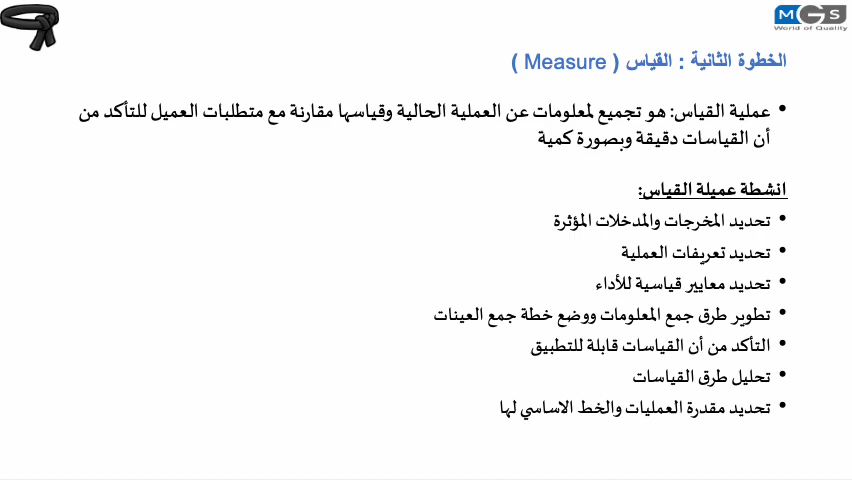 MGS
World of Quality
الخطوة الثانية : القياس ( Measure )
• عملية القياس: هو تجميع لمعلومات عن العملية الحالية وقياسها مقارنة مع متطلبات العميل للتأكد من
أن القياسات دقيقة وبصورة كمية
انشطة عميلة القياس:
• تحديد المخرجات والمدخلات المؤثرة
• تحديد تعريفات العملية
• تحديد معايير قياسية للأداء
• تطوير طرق جمع المعلومات ووضع خطة جمع العينات
• التأكد من أن القياسات قابلة للتطبيق
• تحليل طرق القياسات
• تحديد مقدرة العمليات والخط الاساسي لها